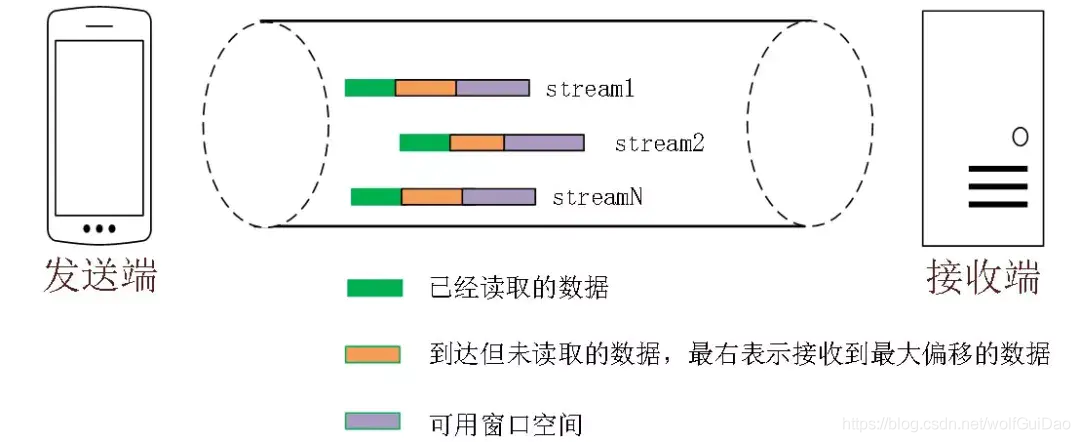 stream1
stream2
streamN
发送端
接收端
已经读取的数据
到达但未读取的数据，最右表示接收到最大偏移的数据
可用窗口空间
https://blog.csdn.net/wolfGuiDao